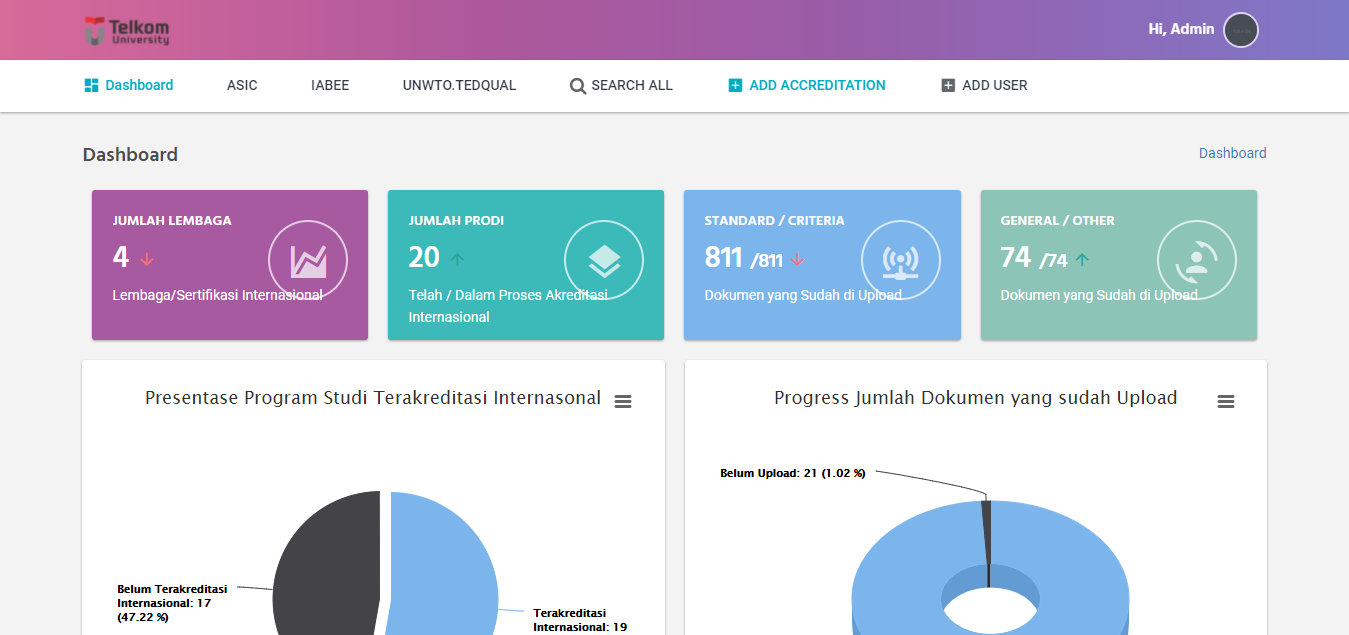 Telkom
University
Hi, Admin
Dashboard
ASIC
IABEE
UNWTO.TEDQUAL
SEARCH ALL
ADD ACCREDITATION
ADD USER
Dashboard
Dashboard
JUMLAH LEMBAGA
4
Lembaga/Sertifikasi Internasional
JUMLAH PRODI
20
Telah / Dalam Proses Akreditasi
Internasional
STANDARD / CRITERIA
811 /811
Dokumen yang Sudah di Upload
GENERAL / OTHER
74 /74
Dokumen yang Sudah di Upload
Presentase Program Studi Terakreditasi Internasonal
Belum Terakreditasi
Internasional: 17
(47.22 %)
Terakreditasi
Internasional: 19
Progress Jumlah Dokumen yang sudah Upload
Belum Upload: 21 (1.02 %)